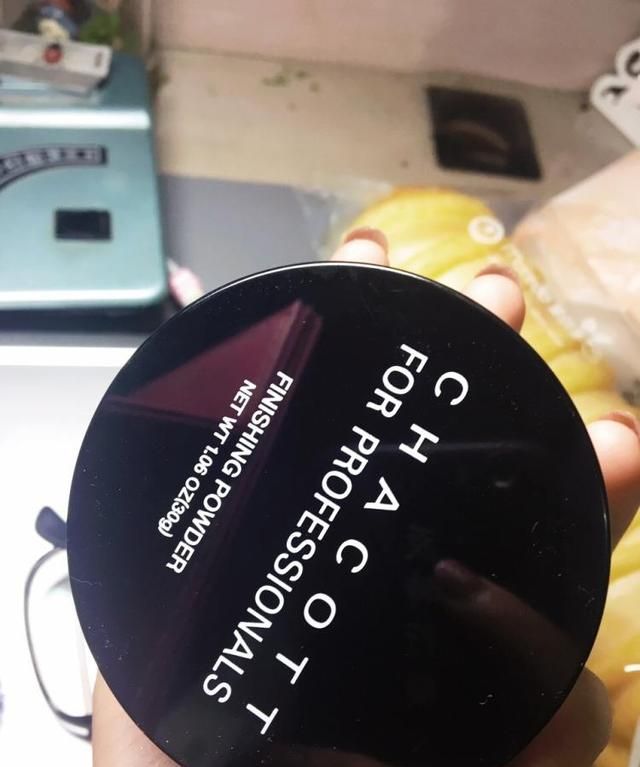 CHACOTT
FOR PROFESSIONALS
FINISHING POWDER
NET WT 1.06 OZ(30g)